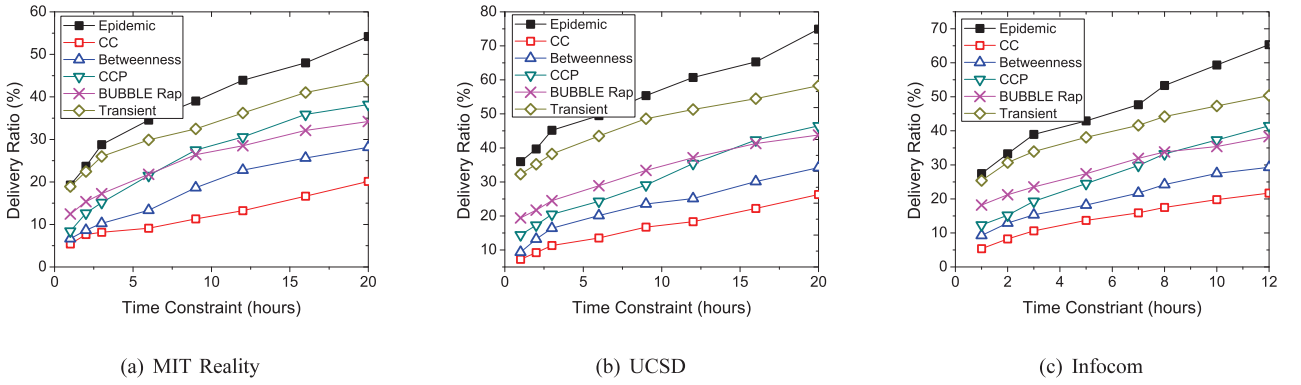 60
50
40
30
20
10
0
Delivery Ratio (%)
Epidemic
CC
Betweenness
CCP
BUBBLE Rap
Transient
0 5 10 15 20
Time Constraint (hours)
(a) MIT Reality
80
70
60
50
40
30
20
10
Delivery Ratio (%)
Epidemic
CC
Betweenness
CCP
BUBBLE Rap
Transient
0 5 10 15 20
Time Constraint (hours)
(b) UCSD
70
60
50
40
30
20
10
0
Delivery Ratio (%)
Epidemic
CC
Betweenness
CCP
BUBBLE Rap
Transient
0 2 4 6 8 10 12
Time Constriant (hours)
(c) Infocom